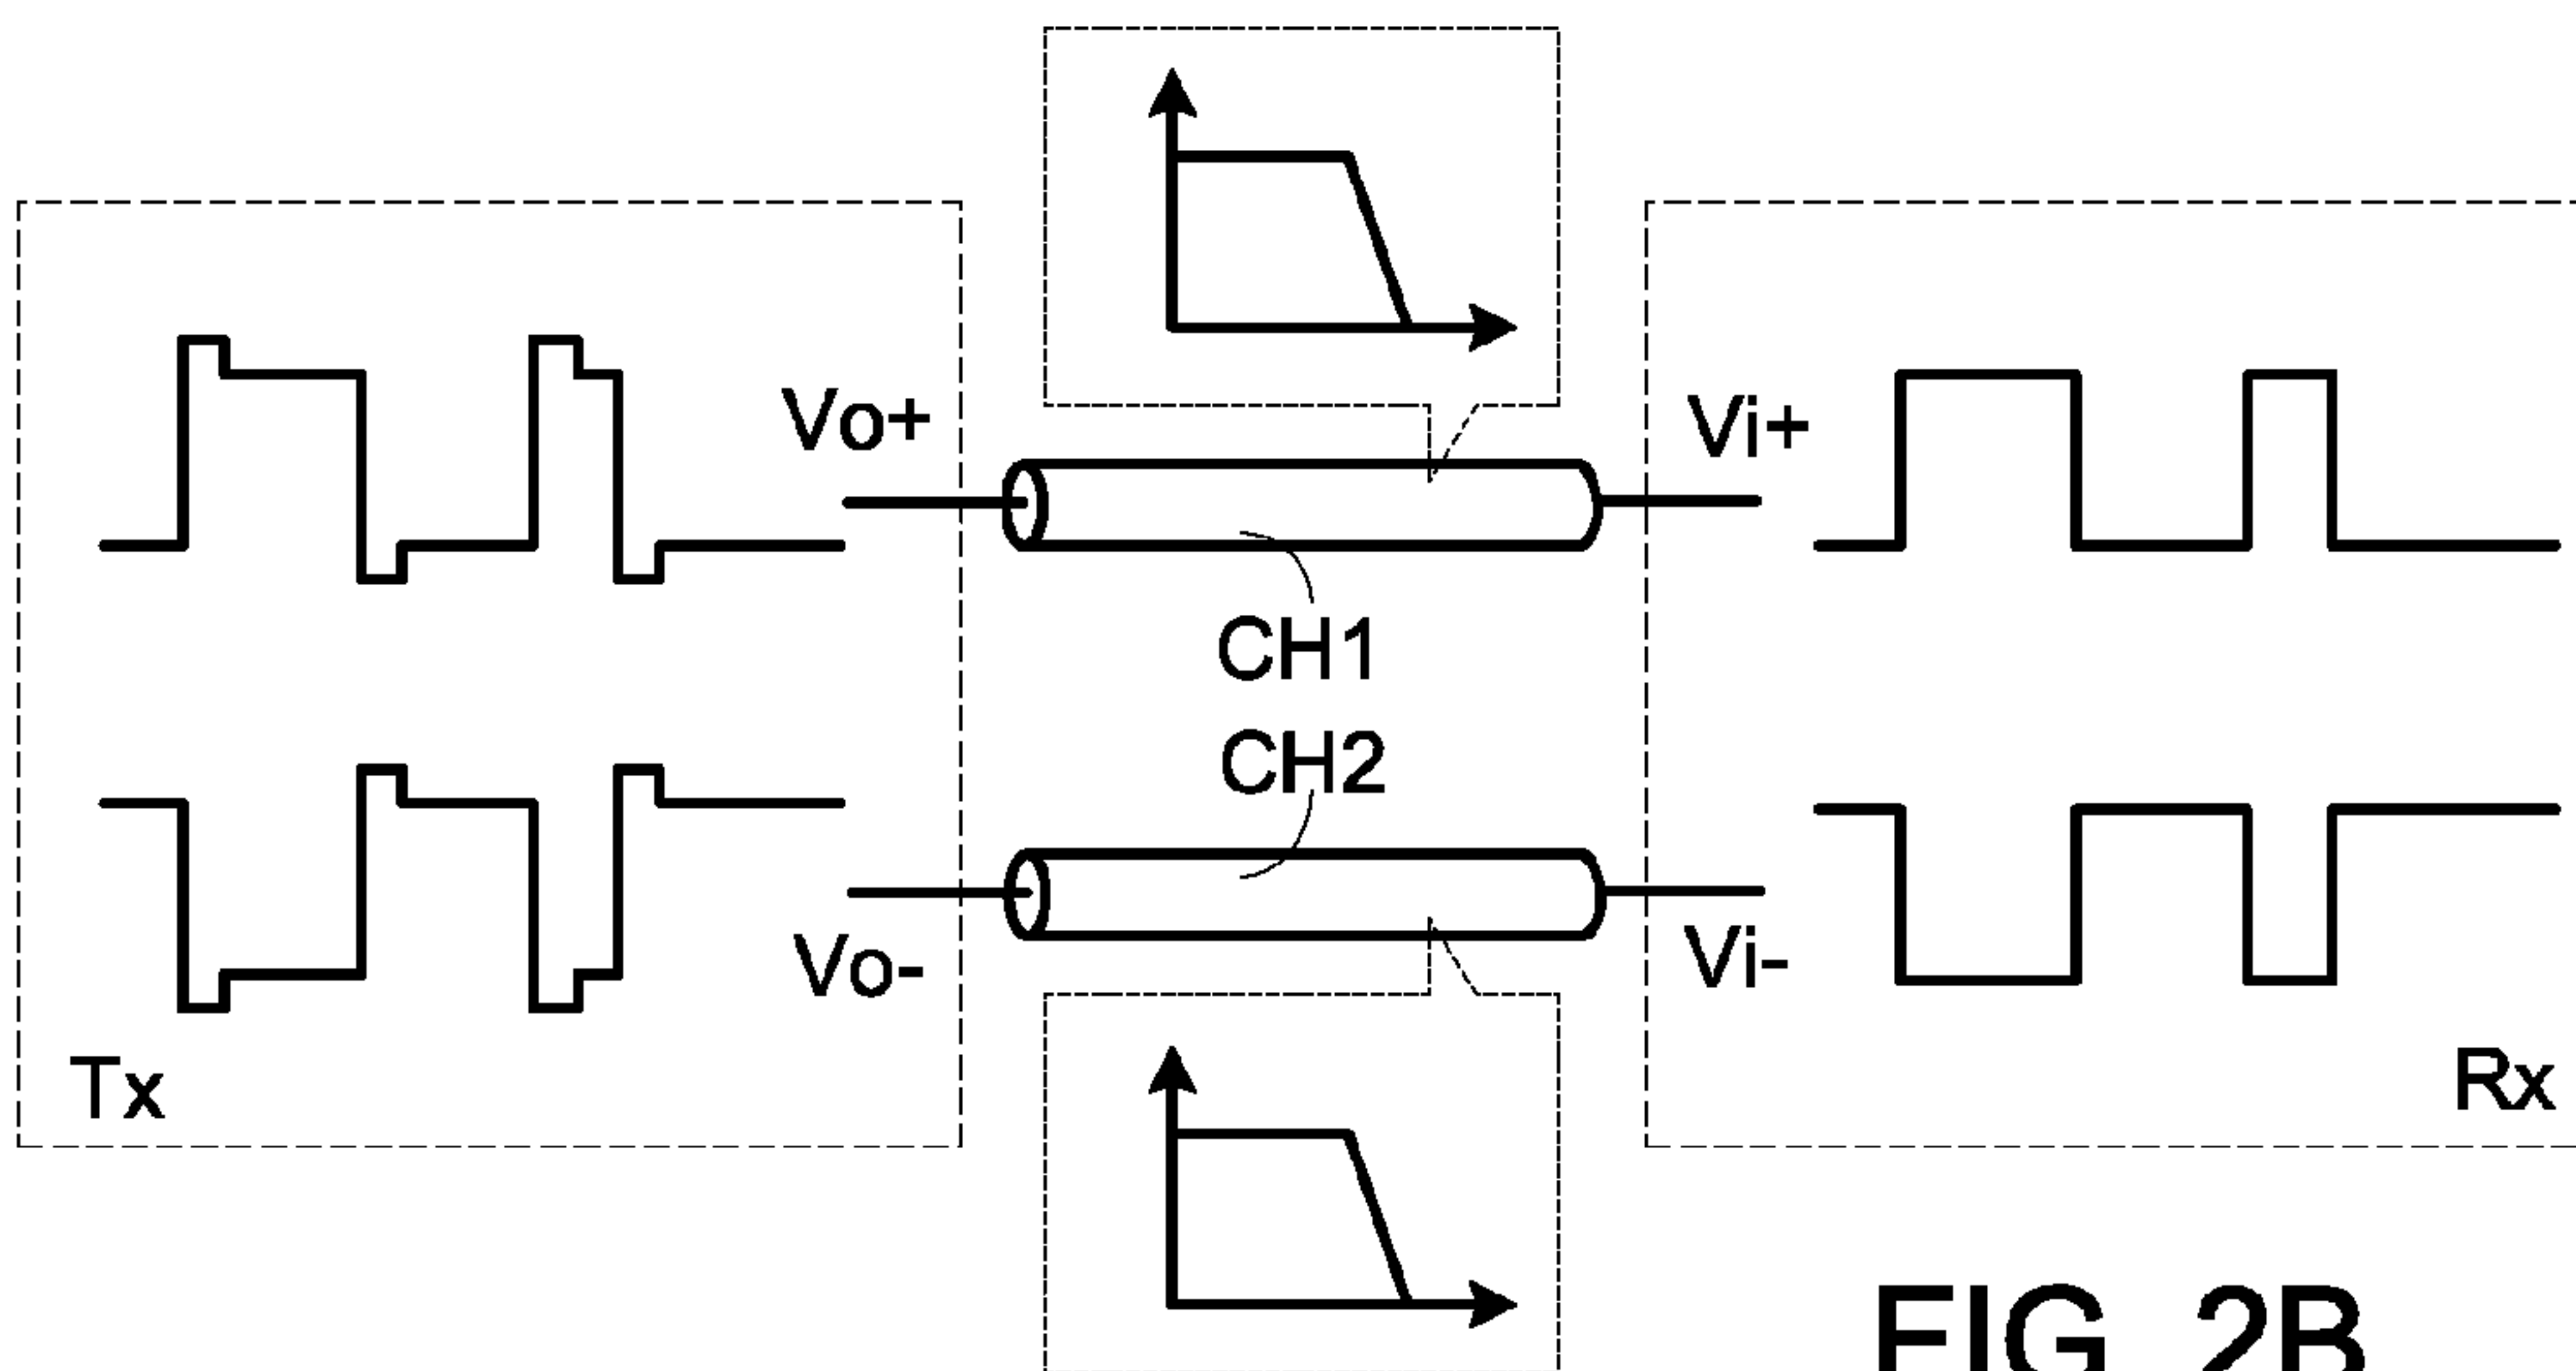 Vo+
Vi+
CH1
CH2
Vo-
Vi-
Tx
Rx
FIG. 2B